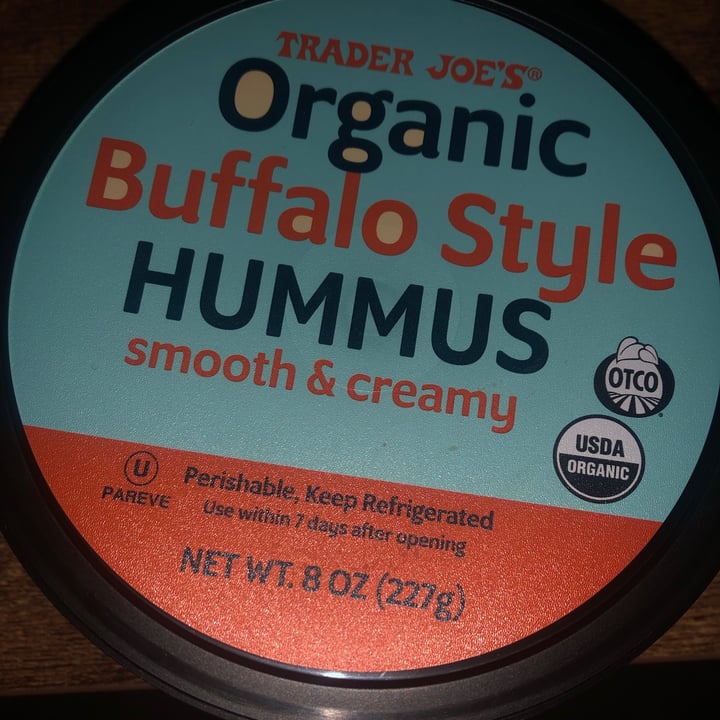 TRADER JOE'S®
Organic
Buffalo Style
HUMMUS
smooth & creamy
OTCO
USDA
ORGANIC
U
PAREVE
Perishable, Keep Refrigerated
Use within 7 days after opening
NET WT. 8 OZ (227g)